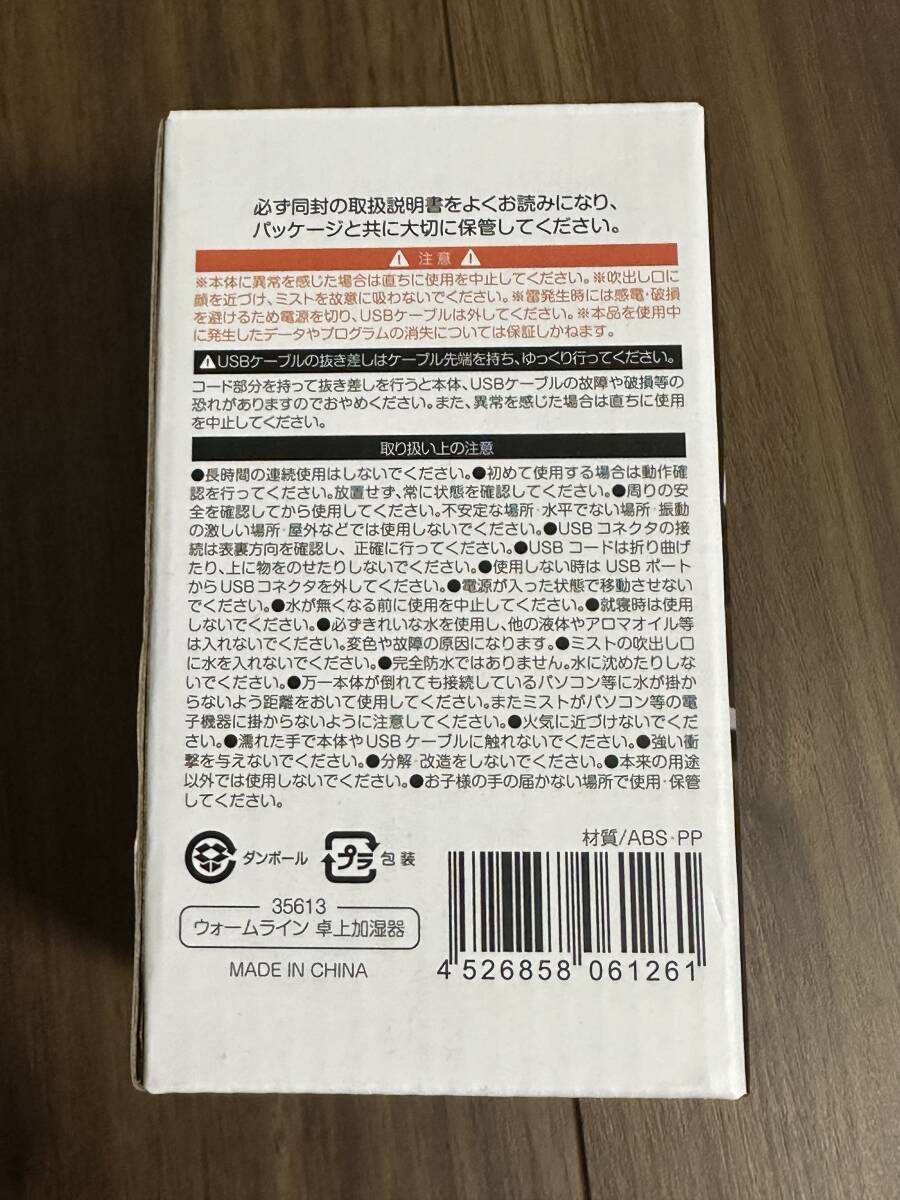 必ず同封の取扱説明書をよくお読みになり、
パッケージと共に大切に保管してください。
⚠ 注意 ⚠
※本体に異常を感じた場合は直ちに使用を中止してください。※吹出し口に
顔を近づけ、ミストを故意に吸わないでください。※雷発生時には感電・破損
を避けるため電源を切り、USBケーブルは外してください。※本品を使用中
に発生したデータやプログラムの消失については保証しかねます。
⚠USBケーブルの抜き差しはケーブル先端を持ち、ゆっくり行ってください。
コード部分を持って抜き差しを行うと本体、USBケーブルの故障や破損等の
恐れがありますのでおやめください。また、異常を感じた場合は直ちに使用
を中止してください。
取り扱い上の注意
●長時間の連続使用はしないでください。●初めて使用する場合は動作確
認を行ってください。放置せず、常に状態を確認してください。●周りの安
全を確認してから使用してください。不安定な場所・水平でない場所・振動
の激しい場所・屋外などでは使用しないでください。●USBコネクタの接
続は表裏方向を確認し、正確に行ってください。●USBコードは折り曲げ
たり、上に物をのせたりしないでください。●使用しない時は USB ポート
からUSBコネクタを外してください。●電源が入った状態で移動させない
でください。●水が無くなる前に使用を中止してください。●就寝時は使用
しないでください。●必ずきれいな水を使用し、他の液体やアロマオイル等
は入れないでください。変色や故障の原因になります。●ミストの吹出し口
に水を入れないでください。●完全防水ではありません。水に沈めたりしな
いでください。●万一本体が倒れても接続しているパソコン等に水が掛か
らないよう距離をおいて使用してください。またミストがパソコン等の電
子機器に掛からないように注意してください。●火気に近づけないでくだ
さい。●濡れた手で本体やUSBケーブルに触れないでください。●強い衝
撃を与えないでください。●分解・改造をしないでください。●本来の用途
以外では使用しないでください。●お子様の手の届かない場所で使用・保管
してください。
材質/ABS・PP
ダンボール プラ 包装
35613
ウォームライン 卓上加湿器
MADE IN CHINA
4 526858 061261